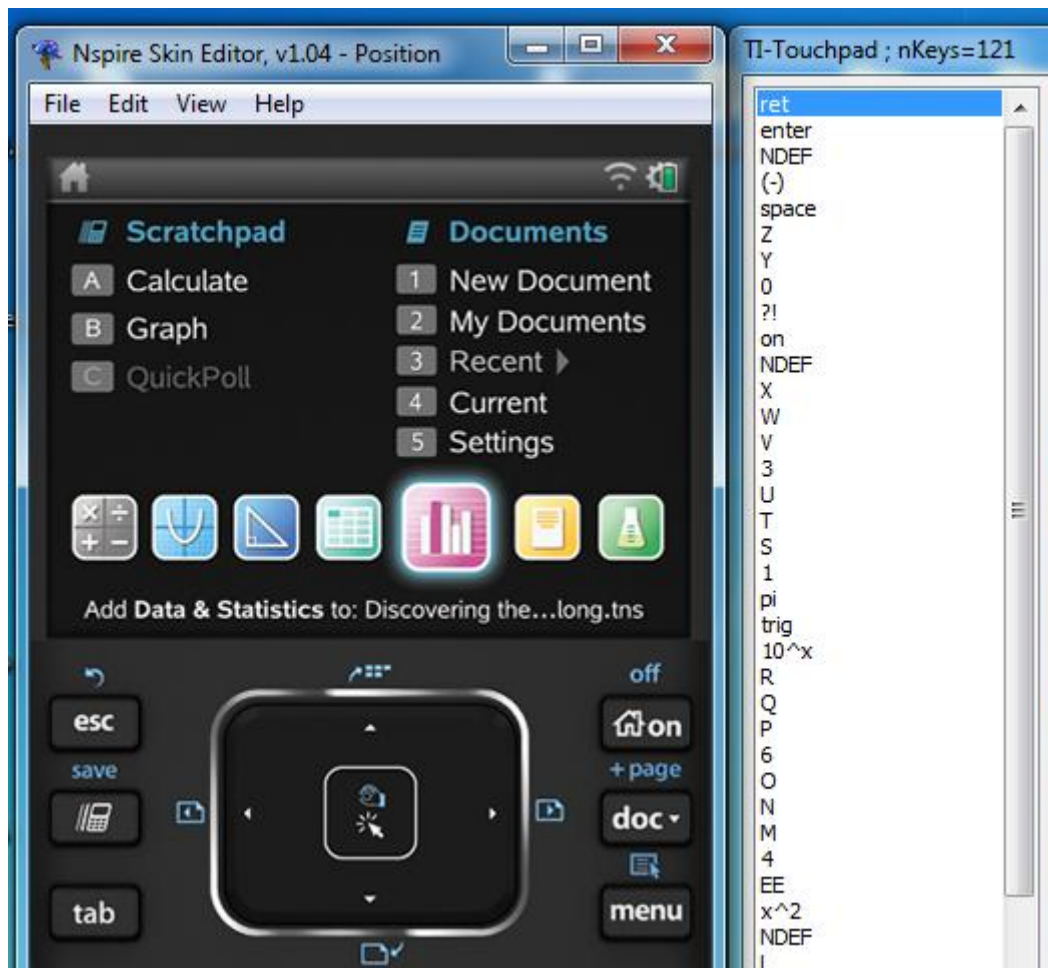 Nspire Skin Editor, v1.04 - Position
File Edit View Help
Scratchpad
A Calculate
B Graph
C QuickPoll
Documents
1 New Document
2 My Documents
3 Recent
4 Current
5 Settings
Add Data & Statistics to: Discovering the...long.tns
off
esc
on
save
+ page
doc
tab
menu
TI-Touchpad ; nKeys=121
ret
enter
NDEF
(-)
space
Z
Y
0
?!
on
NDEF
X
W
V
3
U
T
S
1
pi
trig
10^x
R
Q
P
6
O
N
M
4
EE
x^2
NDEF